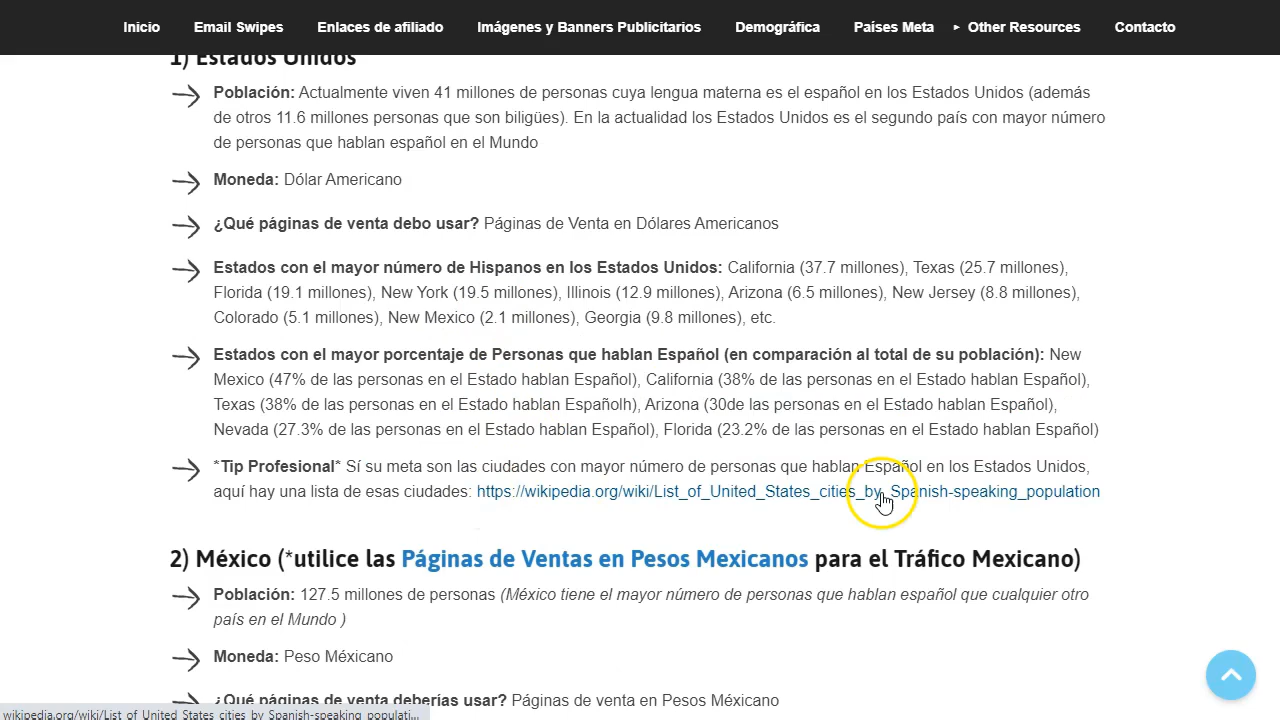 Inicio Email Swipes Enlaces de afiliado Imágenes y Banners Publicitarios Demográfica Países Meta ▸ Other Resources Contacto
1) Estados Unidos
Población: Actualmente viven 41 millones de personas cuya lengua materna es el español en los Estados Unidos (además
de otros 11.6 millones personas que son biligües). En la actualidad los Estados Unidos es el segundo país con mayor número
de personas que hablan español en el Mundo
Moneda: Dólar Americano
¿Qué páginas de venta debo usar? Páginas de Venta en Dólares Americanos
Estados con el mayor número de Hispanos en los Estados Unidos: California (37.7 millones), Texas (25.7 millones),
Florida (19.1 millones), New York (19.5 millones), Illinois (12.9 millones), Arizona (6.5 millones), New Jersey (8.8 millones),
Colorado (5.1 millones), New Mexico (2.1 millones), Georgia (9.8 millones), etc.
Estados con el mayor porcentaje de Personas que hablan Español (en comparación al total de su población): New
Mexico (47% de las personas en el Estado hablan Español), California (38% de las personas en el Estado hablan Español),
Texas (38% de las personas en el Estado hablan Españolh), Arizona (30de las personas en el Estado hablan Español),
Nevada (27.3% de las personas en el Estado hablan Español), Florida (23.2% de las personas en el Estado hablan Español)
*Tip Profesional* Sí su meta son las ciudades con mayor número de personas que hablan Español en los Estados Unidos,
aquí hay una lista de esas ciudades: https://wikipedia.org/wiki/List_of_United_States_cities_by_Spanish-speaking_population
2) México (*utilice las Páginas de Ventas en Pesos Mexicanos para el Tráfico Mexicano)
Población: 127.5 millones de personas (México tiene el mayor número de personas que hablan español que cualquier otro
país en el Mundo )
Moneda: Peso Méxicano
¿Qué páginas de venta deberías usar? Páginas de venta en Pesos Méxicano
wikipedia.org/wiki/List_of_United_States_cities_by_Spanish-speaking_populati...